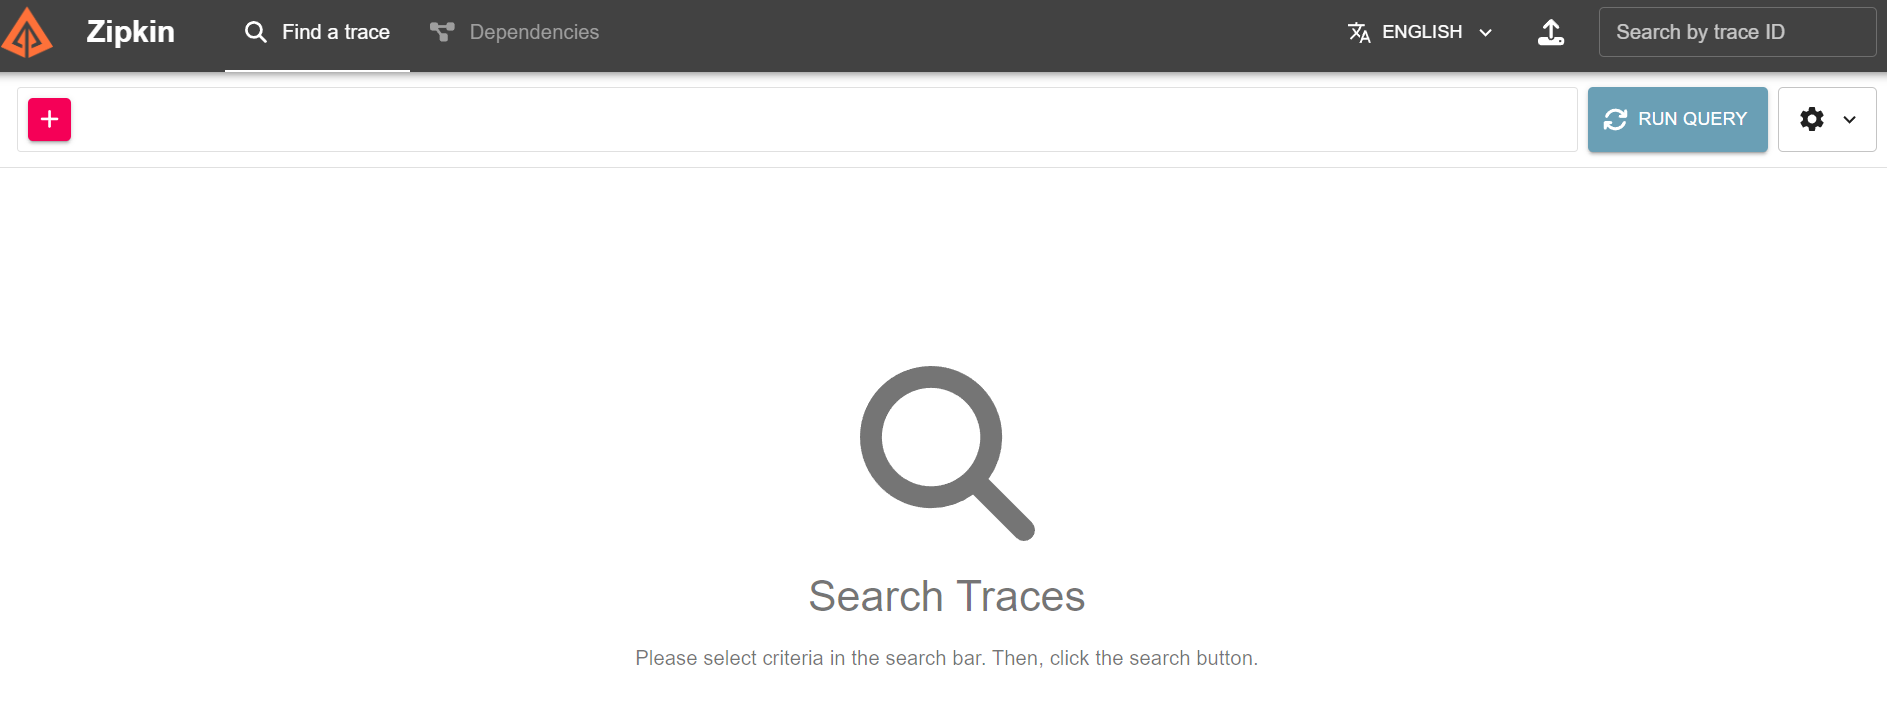 Zipkin
Find a trace
Dependencies
ENGLISH
Search by trace ID
RUN QUERY
Search Traces
Please select criteria in the search bar. Then, click the search button.